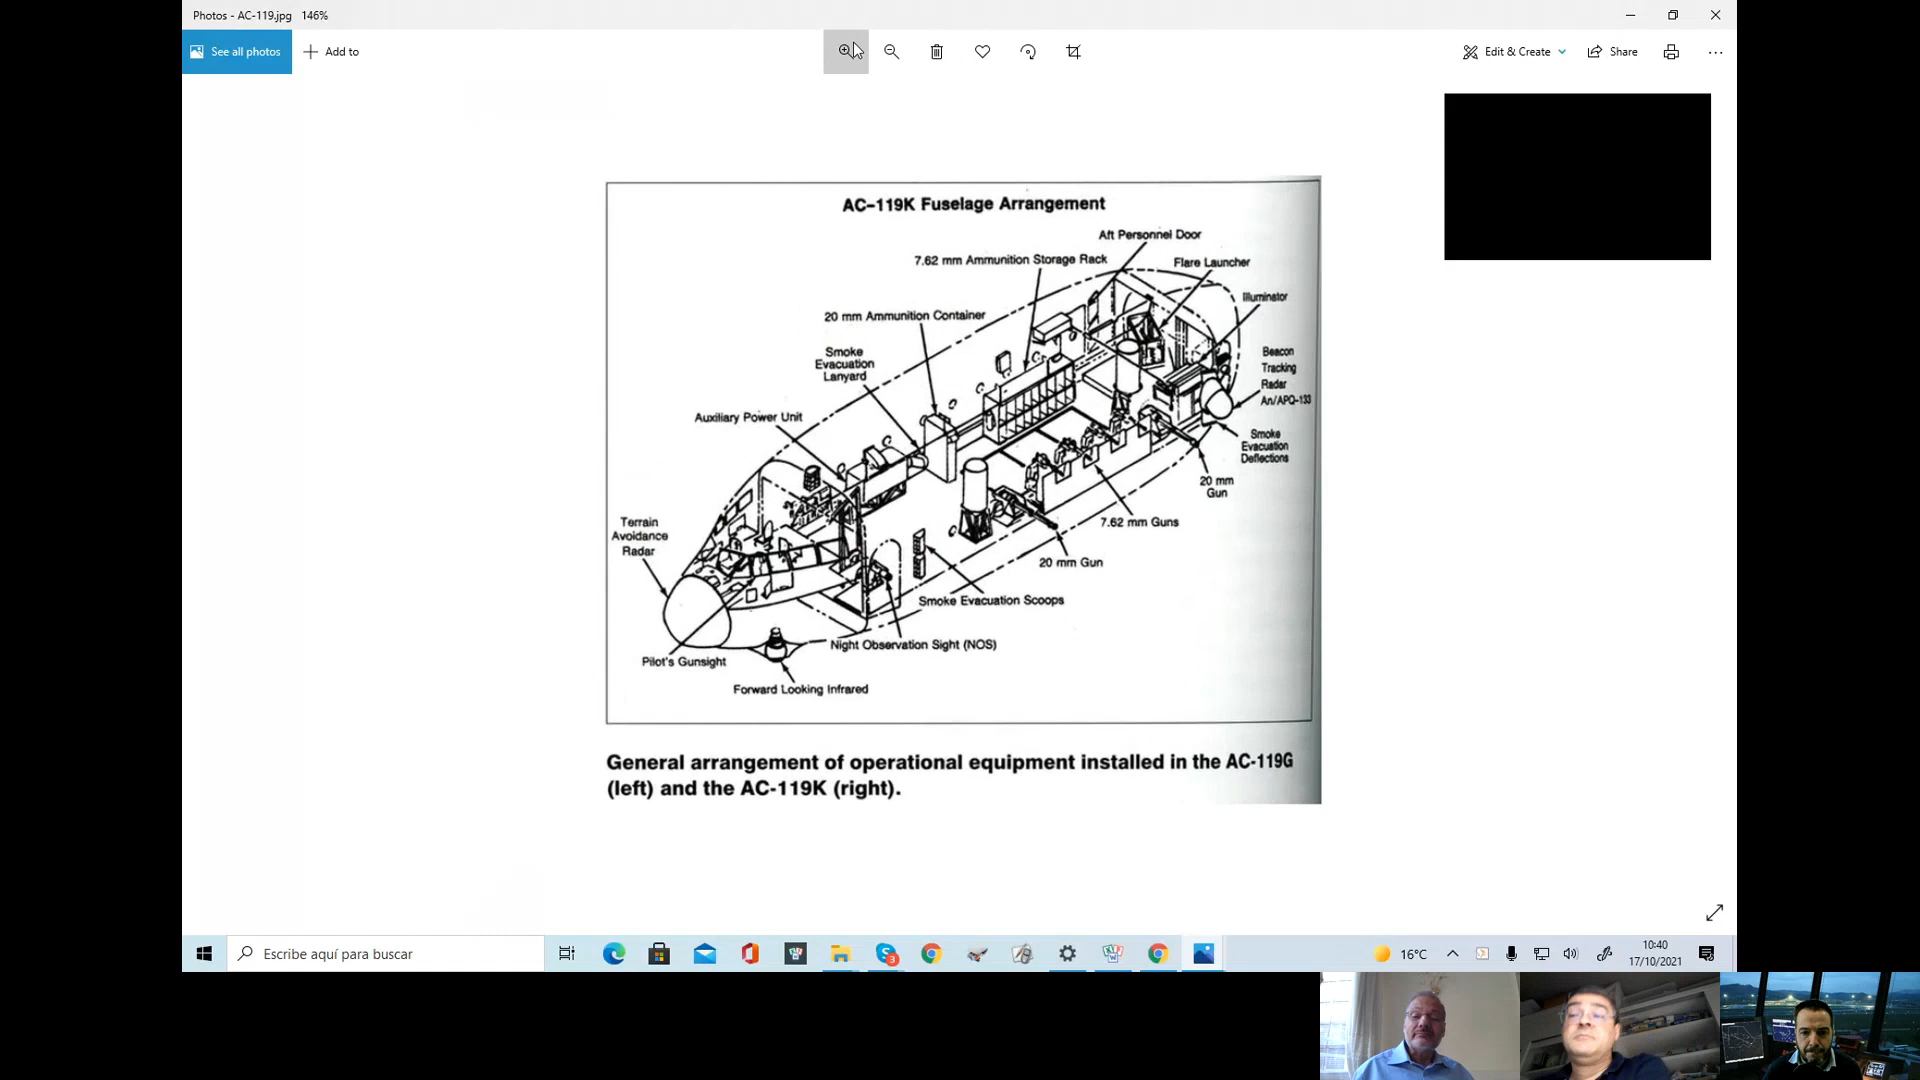 Photos - AC-119.jpg 146%
See all photos
Add to
Edit & Create
Share
AC-119K Fuselage Arrangement
Aft Personnel Door
7.62 mm Ammunition Storage Rack
Flare Launcher
Illuminator
20 mm Ammunition Container
Smoke
Evacuation
Lanyard
Beacon
Tracking
Radar
An/APQ-133
Auxiliary Power Unit
Smoke
Evacuation
Deflections
20 mm
Gun
Terrain
Avoidance
Radar
7.62 mm Guns
20 mm Gun
Smoke Evacuation Scoops
Night Observation Sight (NOS)
Pilot's Gunsight
Forward Looking Infrared
General arrangement of operational equipment installed in the AC-119G
(left) and the AC-119K (right).
Escribe aquí para buscar
3
16°C
10:40
17/10/2021